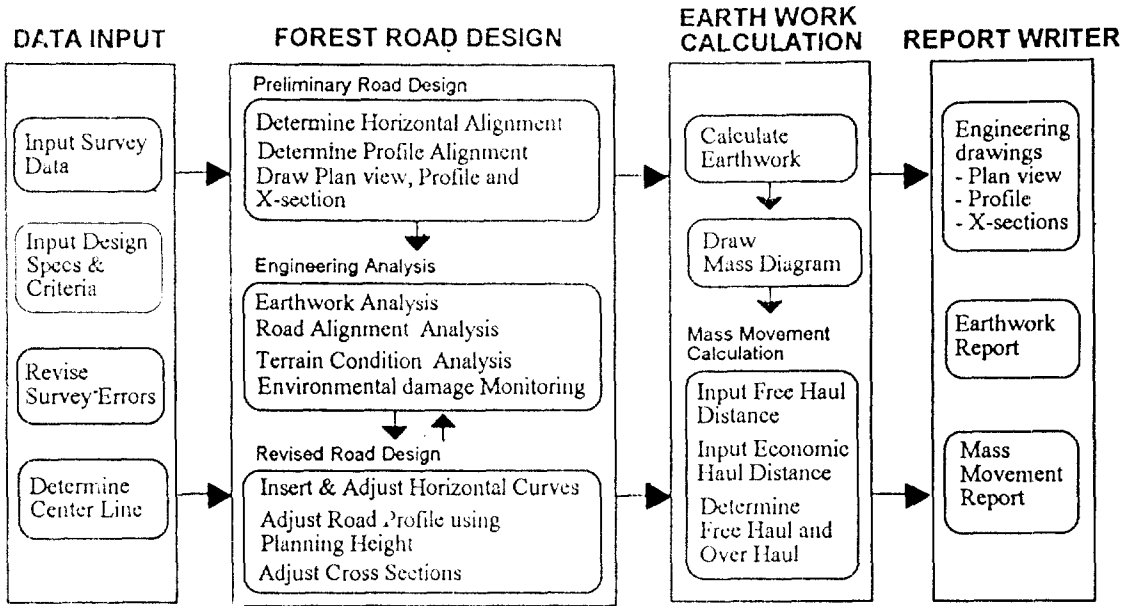 DATA INPUT
Input Survey
Data
Input Design
Specs &
Criteria
Revise
Survey Errors
Determine
Center Line
FOREST ROAD DESIGN
Preliminary Road Design
Determine Horizontal Alignment
Determine Profile Alignment
Draw Plan view, Profile and
X-section
Engineering Analysis
Earthwork Analysis
Road Alignment Analysis
Terrain Condition Analysis
Environmental damage Monitoring
Revised Road Design
Insert & Adjust Horizontal Curves
Adjust Road Profile using
Planning Height
Adjust Cross Sections
EARTH WORK
CALCULATION
Calculate
Earthwork
Draw
Mass Diagram
Mass Movement
Calculation
Input Free Haul
Distance
Input Economic
Haul Distance
Determine
Free Haul and
Over Haul
REPORT WRITER
Engineering
drawings
- Plan view
- Profile
- X-sections
Earthwork
Report
Mass
Movement
Report